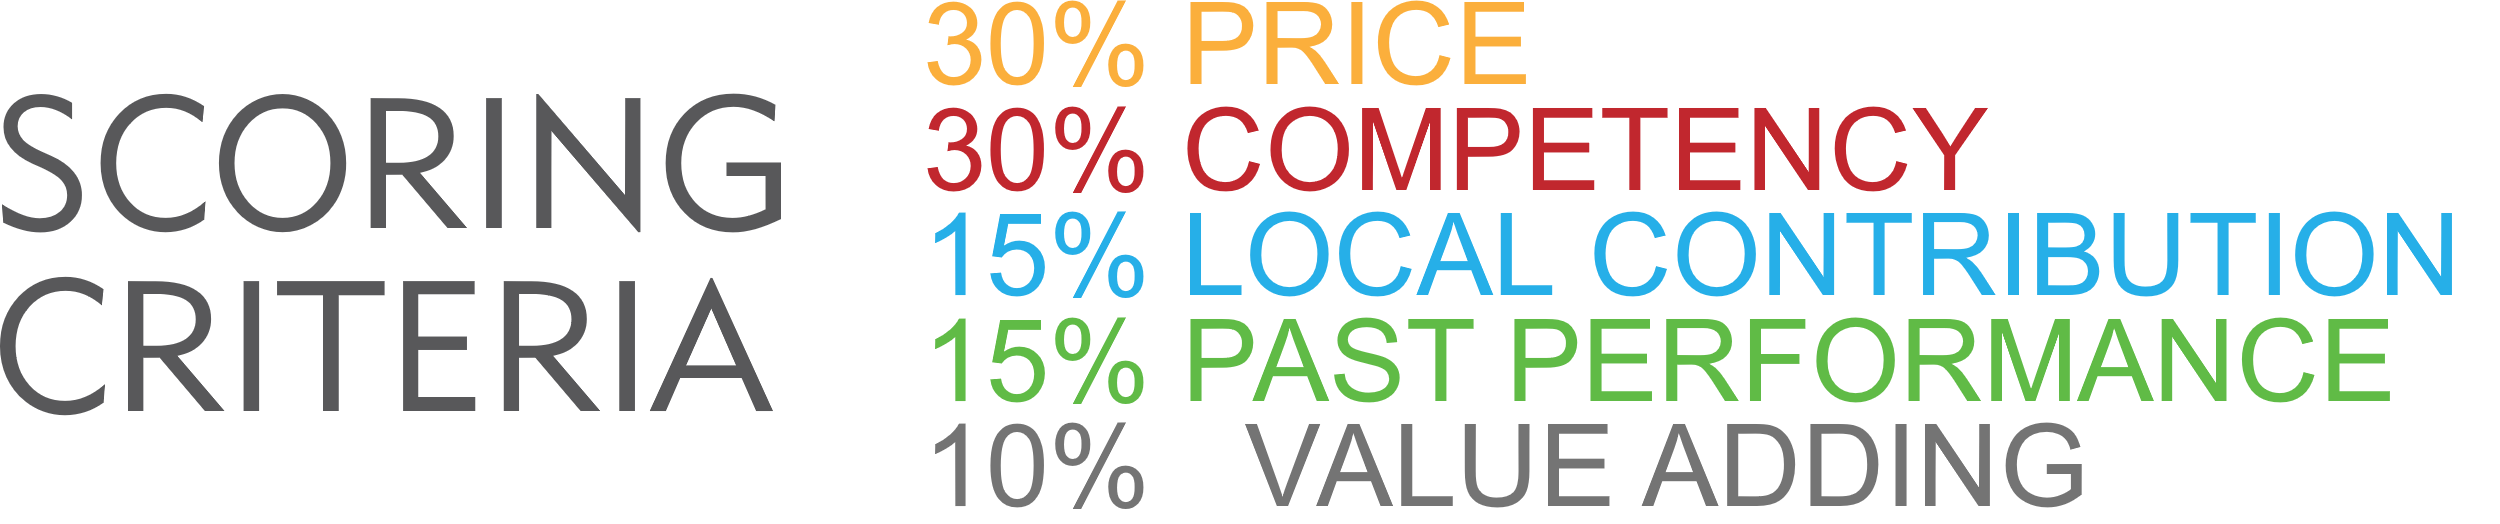 SCORING
CRITERIA
30% PRICE
30% COMPETENCY
15% LOCAL CONTRIBUTION
15% PAST PERFORMANCE
10% VALUE ADDING